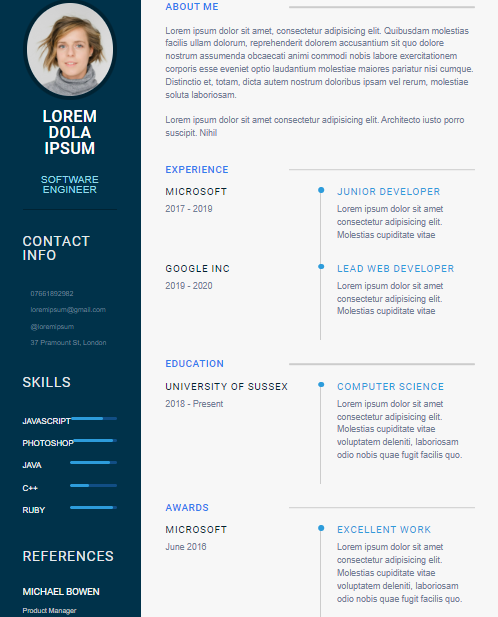 LOREM
DOLA
IPSUM
SOFTWARE
ENGINEER
CONTACT
INFO
07661892982
loremipsum@gmail.com
@loremipsum
37 Pramount St, London
SKILLS
JAVASCRIPT
PHOTOSHOP
JAVA
C++
RUBY
REFERENCES
MICHAEL BOWEN
Product Manager
ABOUT ME
Lorem ipsum dolor sit amet, consectetur adipisicing elit. Quibusdam molestias
facilis ullam dolorum, reprehenderit dolorem accusantium sit quo dolore
nostrum assumenda obcaecati animi commodi nobis labore exercitationem
corporis esse eveniet ipsam laudantium molestiae maiores pariatur nisi cumque.
Distinctio et, totam, dicta autem nostrum doloribus ipsam vel rerum, molestiae
soluta laboriosam.
Lorem ipsum dolor sit amet consectetur adipisicing elit. Architecto iusto porro
suscipit. Nihil
EXPERIENCE
MICROSOFT
2017 - 2019
JUNIOR DEVELOPER
Lorem ipsum dolor sit amet
consectetur adipisicing elit.
Molestias cupiditate vitae
GOOGLE INC
2019 - 2020
LEAD WEB DEVELOPER
Lorem ipsum dolor sit amet
consectetur adipisicing elit.
Molestias cupiditate vitae
EDUCATION
UNIVERSITY OF SUSSEX
2018 - Present
COMPUTER SCIENCE
Lorem ipsum dolor sit amet
consectetur adipisicing elit.
Molestias cupiditate vitae
voluptatem deleniti, laboriosam
odio nobis quae fugit facilis quo.
AWARDS
MICROSOFT
June 2016
EXCELLENT WORK
Lorem ipsum dolor sit amet
consectetur adipisicing elit.
Molestias cupiditate vitae
voluptatem deleniti, laboriosam
odio nobis quae fugit facilis quo.